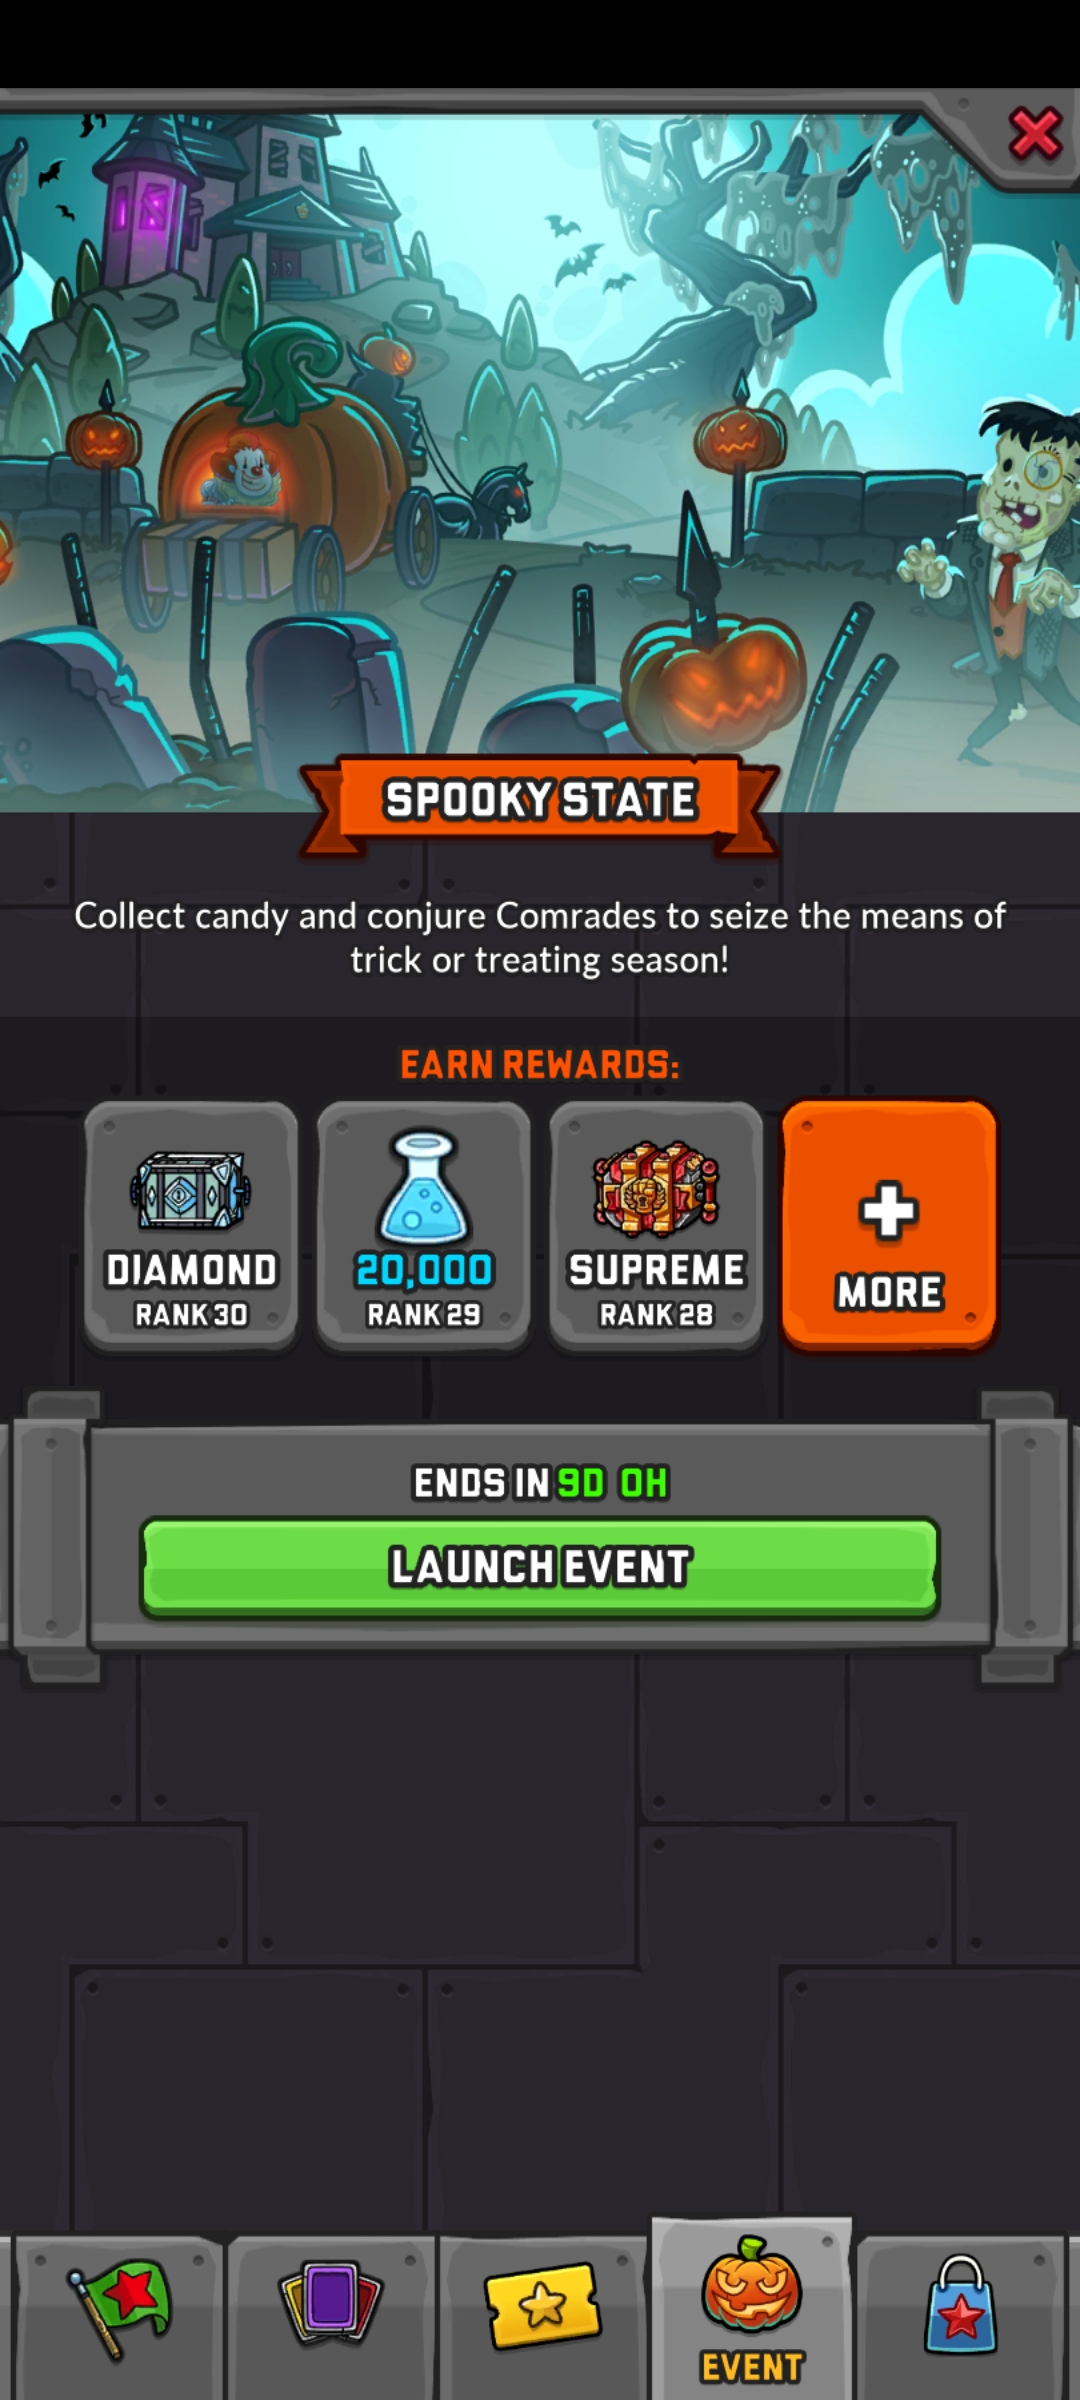 SPOOKY STATE
Collect candy and conjure Comrades to seize the means of
trick or treating season!
EARN REWARDS:
DIAMOND
RANK 30
20,000
RANK 29
SUPREME
RANK 28
MORE
ENDS IN 9D 0H
LAUNCH EVENT
EVENT